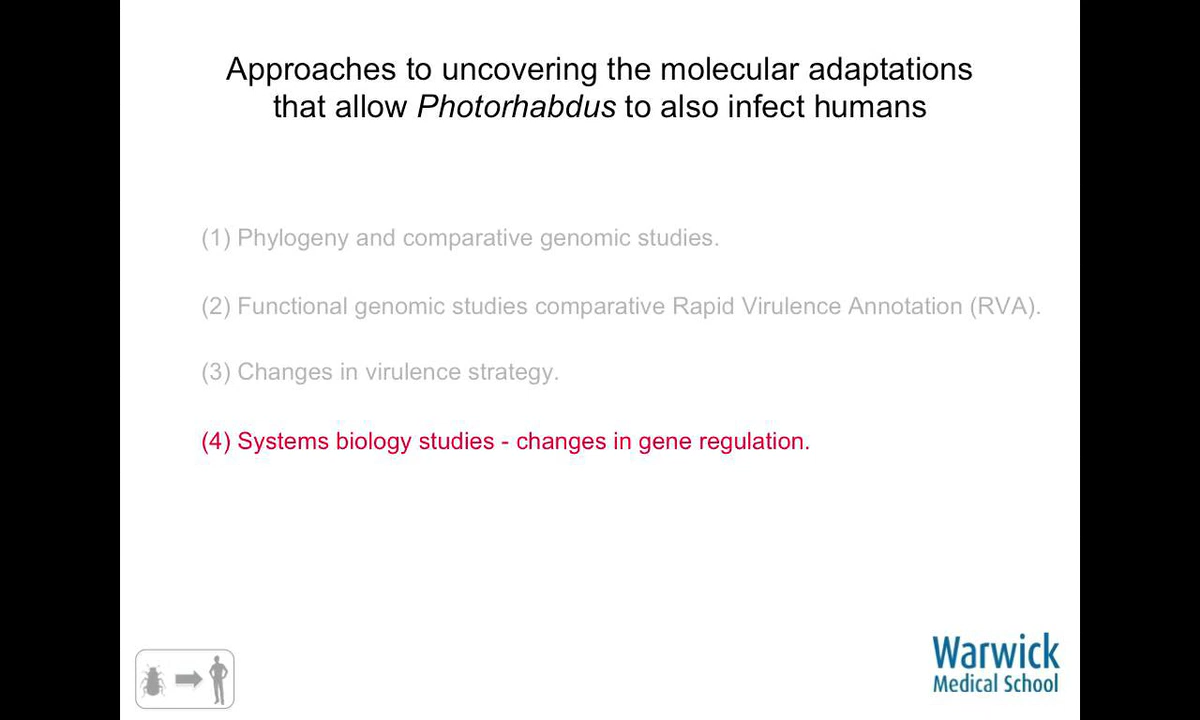 Approaches to uncovering the molecular adaptations
that allow Photorhabdus to also infect humans
(1) Phylogeny and comparative genomic studies.
(2) Functional genomic studies comparative Rapid Virulence Annotation (RVA).
(3) Changes in virulence strategy.
(4) Systems biology studies - changes in gene regulation.
Warwick
Medical School